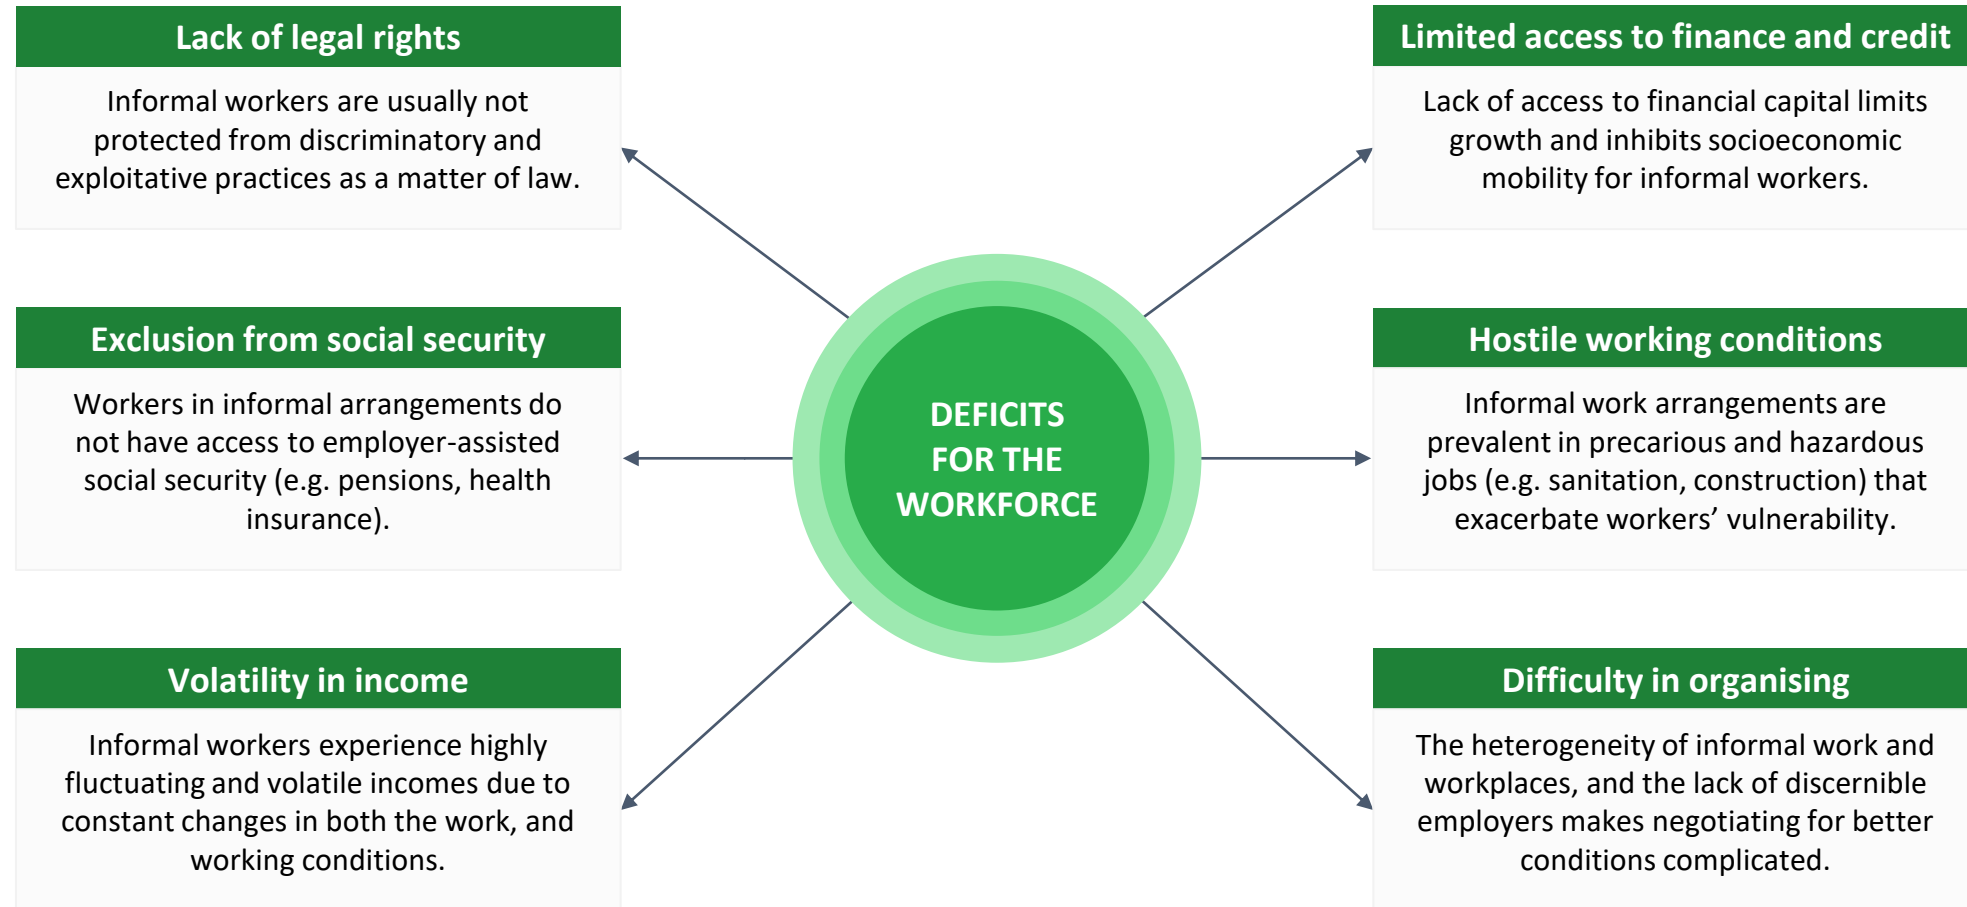 Lack of legal rights
Informal workers are usually not
protected from discriminatory and
exploitative practices as a matter of law.
Exclusion from social security
Workers in informal arrangements do
not have access to employer-assisted
social security (e.g. pensions, health
insurance).
Volatility in income
Informal workers experience highly
fluctuating and volatile incomes due to
constant changes in both the work, and
working conditions.
DEFICITS
FOR THE
WORKFORCE
Limited access to finance and credit
Lack of access to financial capital limits
growth and inhibits socioeconomic
mobility for informal workers.
Hostile working conditions
Informal work arrangements are
prevalent in precarious and hazardous
jobs (e.g. sanitation, construction) that
exacerbate workers’ vulnerability.
Difficulty in organising
The heterogeneity of informal work and
workplaces, and the lack of discernible
employers makes negotiating for better
conditions complicated.